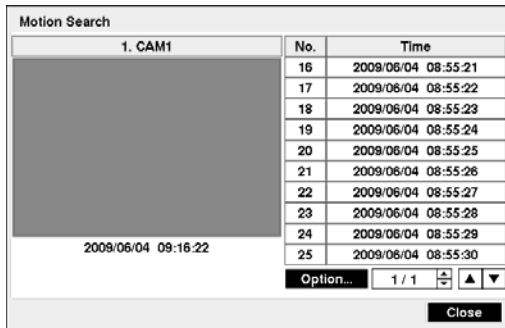 Motion Search
1. CAM1
No. Time
16 2009/06/04 08:55:21
17 2009/06/04 08:55:22
18 2009/06/04 08:55:23
19 2009/06/04 08:55:24
20 2009/06/04 08:55:25
21 2009/06/04 08:55:26
22 2009/06/04 08:55:27
23 2009/06/04 08:55:28
24 2009/06/04 08:55:29
25 2009/06/04 08:55:30
2009/06/04 09:16:22
Option... 1 / 1
Close